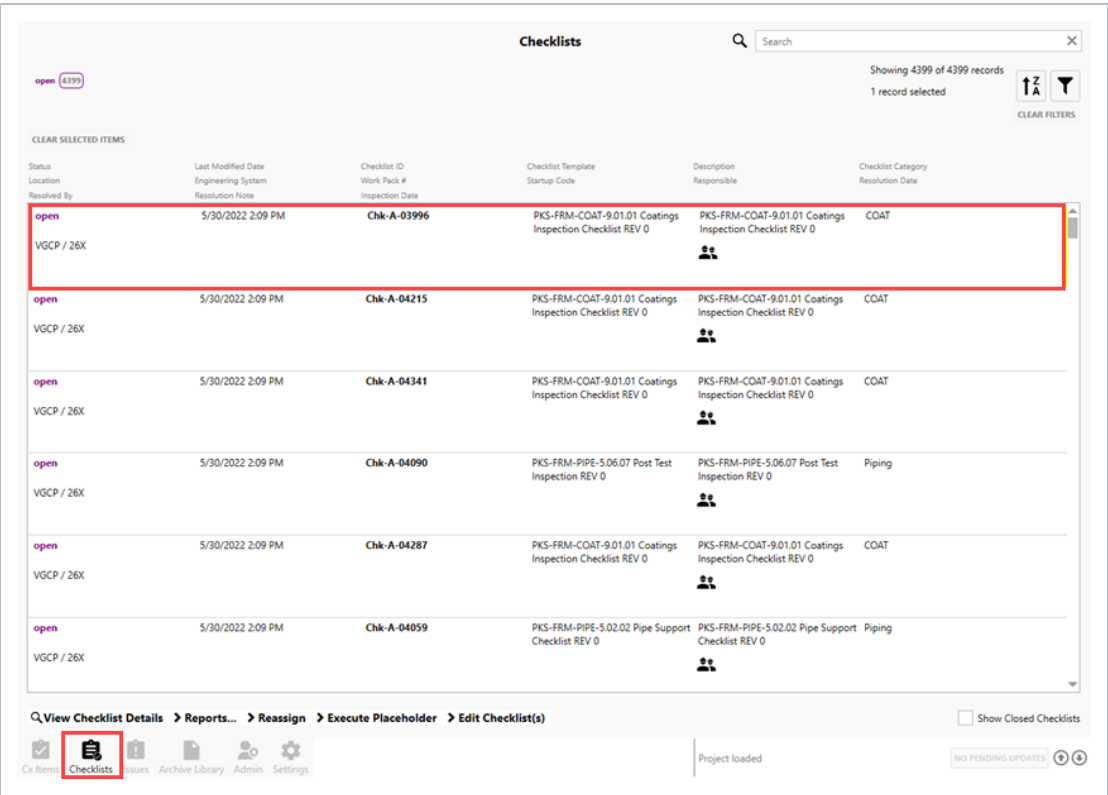 Checklists
Search
open 4399
Showing 4399 of 4399 records
1 record selected
Z
A
CLEAR FILTERS
CLEAR SELECTED ITEMS
Status Last Modified Date Checklist ID Checklist Template Description Checklist Category
Location Engineering System Work Pack # Startup Code Responsible Resolution Date
Resolved By Resolution Note Inspection Date
open 5/30/2022 2:09 PM Chk-A-03996 PKS-FRM-COAT-9.01.01 Coatings PKS-FRM-COAT-9.01.01 Coatings COAT
Inspection Checklist REV 0 Inspection Checklist REV 0
VGCP / 26X
open 5/30/2022 2:09 PM Chk-A-04215 PKS-FRM-COAT-9.01.01 Coatings PKS-FRM-COAT-9.01.01 Coatings COAT
Inspection Checklist REV 0 Inspection Checklist REV 0
VGCP / 26X
open 5/30/2022 2:09 PM Chk-A-04341 PKS-FRM-COAT-9.01.01 Coatings PKS-FRM-COAT-9.01.01 Coatings COAT
Inspection Checklist REV 0 Inspection Checklist REV 0
VGCP / 26X
open 5/30/2022 2:09 PM Chk-A-04090 PKS-FRM-PIPE-5.06.07 Post Test PKS-FRM-PIPE-5.06.07 Post Test Piping
Inspection REV 0 Inspection REV 0
VGCP / 26X
open 5/30/2022 2:09 PM Chk-A-04287 PKS-FRM-COAT-9.01.01 Coatings PKS-FRM-COAT-9.01.01 Coatings COAT
Inspection Checklist REV 0 Inspection Checklist REV 0
VGCP / 26X
open 5/30/2022 2:09 PM Chk-A-04059 PKS-FRM-PIPE-5.02.02 Pipe Support PKS-FRM-PIPE-5.02.02 Pipe Support Piping
Checklist REV 0 Checklist REV 0
VGCP / 26X
View Checklist Details Reports... Reassign Execute Placeholder Edit Checklist(s) Show Closed Checklists
Cx Items Checklists ssues Archive Library Admin Settings Project loaded NO PENDING UPDATES